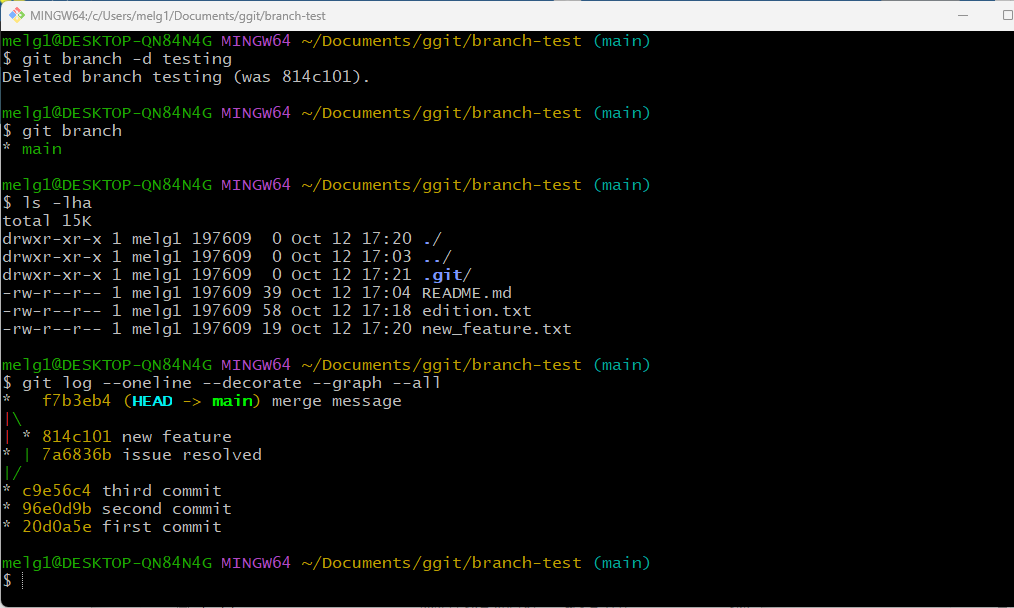 MINGW64:/c/Users/melg1/Documents/ggit/branch-test
melg1@DESKTOP-QN84N4G MINGW64 ~/Documents/ggit/branch-test (main)
$ git branch -d testing
Deleted branch testing (was 814c101).
melg1@DESKTOP-QN84N4G MINGW64 ~/Documents/ggit/branch-test (main)
$ git branch
* main
melg1@DESKTOP-QN84N4G MINGW64 ~/Documents/ggit/branch-test (main)
$ ls -lha
total 15K
drwxr-xr-x 1 melg1 197609  0 Oct 12 17:20 ./
drwxr-xr-x 1 melg1 197609  0 Oct 12 17:03 ../
drwxr-xr-x 1 melg1 197609  0 Oct 12 17:21 .git/
-rw-r--r-- 1 melg1 197609 39 Oct 12 17:04 README.md
-rw-r--r-- 1 melg1 197609 58 Oct 12 17:18 edition.txt
-rw-r--r-- 1 melg1 197609 19 Oct 12 17:20 new_feature.txt
melg1@DESKTOP-QN84N4G MINGW64 ~/Documents/ggit/branch-test (main)
$ git log --oneline --decorate --graph --all
*   f7b3eb4 (HEAD -> main) merge message
|\
| * 814c101 new feature
* | 7a6836b issue resolved
|/
* c9e56c4 third commit
* 96e0d9b second commit
* 20d0a5e first commit
melg1@DESKTOP-QN84N4G MINGW64 ~/Documents/ggit/branch-test (main)
$